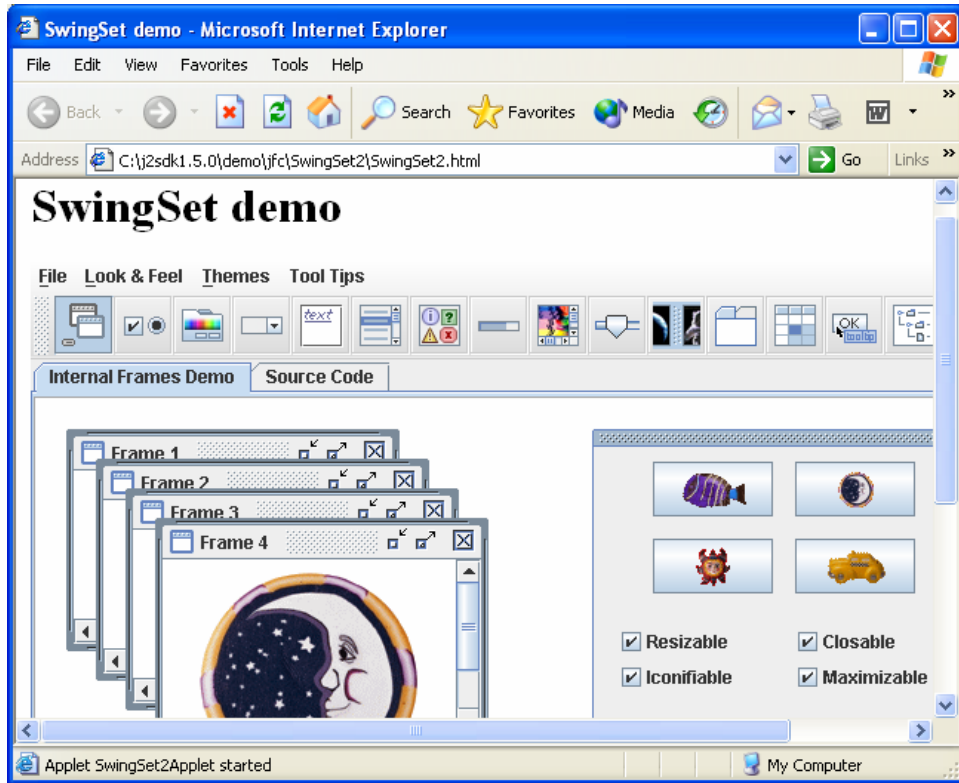 SwingSet demo - Microsoft Internet Explorer
File Edit View Favorites Tools Help
Back Search Favorites Media »
Address C:\j2sdk1.5.0\demo\jfc\SwingSet2\SwingSet2.html Go Links »
SwingSet demo
File Look & Feel Themes Tool Tips
text
OK
tooltip
Internal Frames Demo Source Code
Frame 1
Frame 2
Frame 3
Frame 4
Resizable Closable
Iconifiable Maximizable
Applet SwingSet2Applet started My Computer